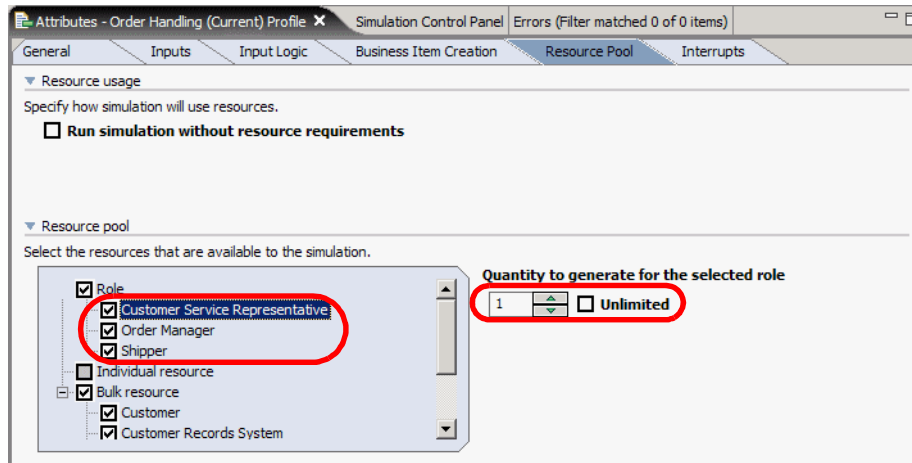 Attributes - Order Handling (Current) Profile Simulation Control Panel Errors (Filter matched 0 of 0 items)
General Inputs Input Logic Business Item Creation Resource Pool Interrupts
Resource usage
Specify how simulation will use resources.
Run simulation without resource requirements
Resource pool
Select the resources that are available to the simulation.
Role
Customer Service Representative
Order Manager
Shipper
Individual resource
Bulk resource
Customer
Customer Records System
Quantity to generate for the selected role
1 Unlimited